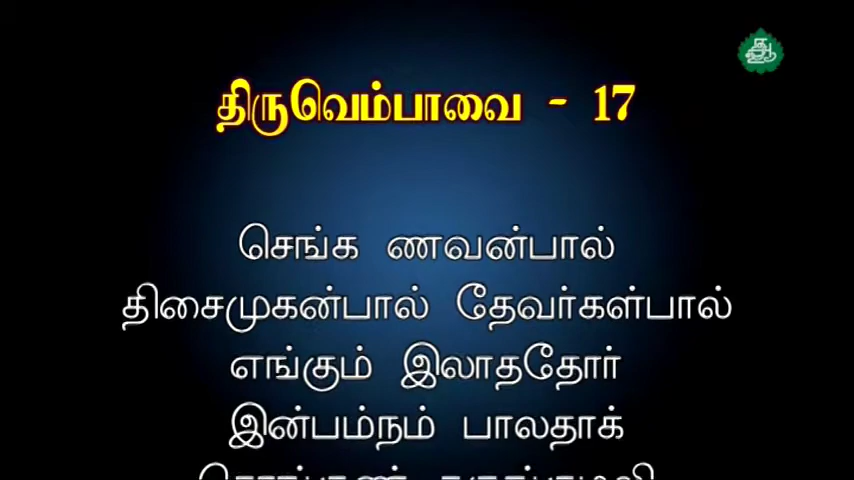 திருவெம்பாவை - 17
செங்க ணவன்பால்
திசைமுகன்பால் தேவர்கள்பால்
எங்கும் இலாததோர்
இன்பம்நம் பாலதாக்